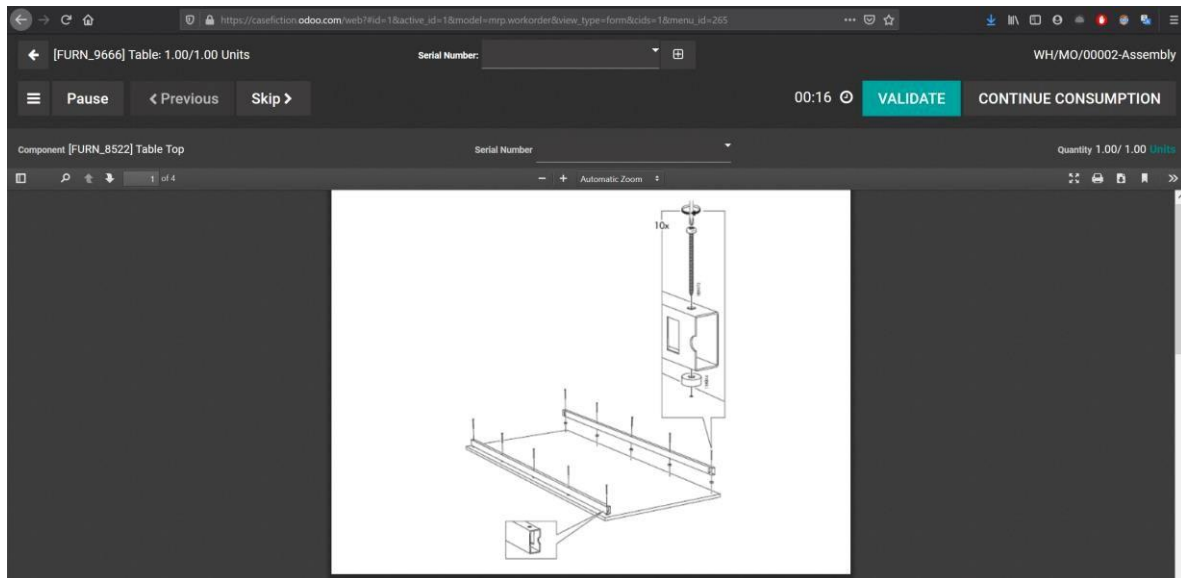 https://casefiction.odoo.com/web?#id=1&active_id=1&model=mrp.workorder&view_type=form&cids=1&menu_id=265
[FURN_9666] Table: 1.00/1.00 Units
Serial Number:
WH/MO/00002-Assembly
Pause
Previous
Skip
00:16
VALIDATE
CONTINUE CONSUMPTION
Component [FURN_8522] Table Top
Serial Number
Quantity 1.00/ 1.00 Units
1 of 4
Automatic Zoom
10x